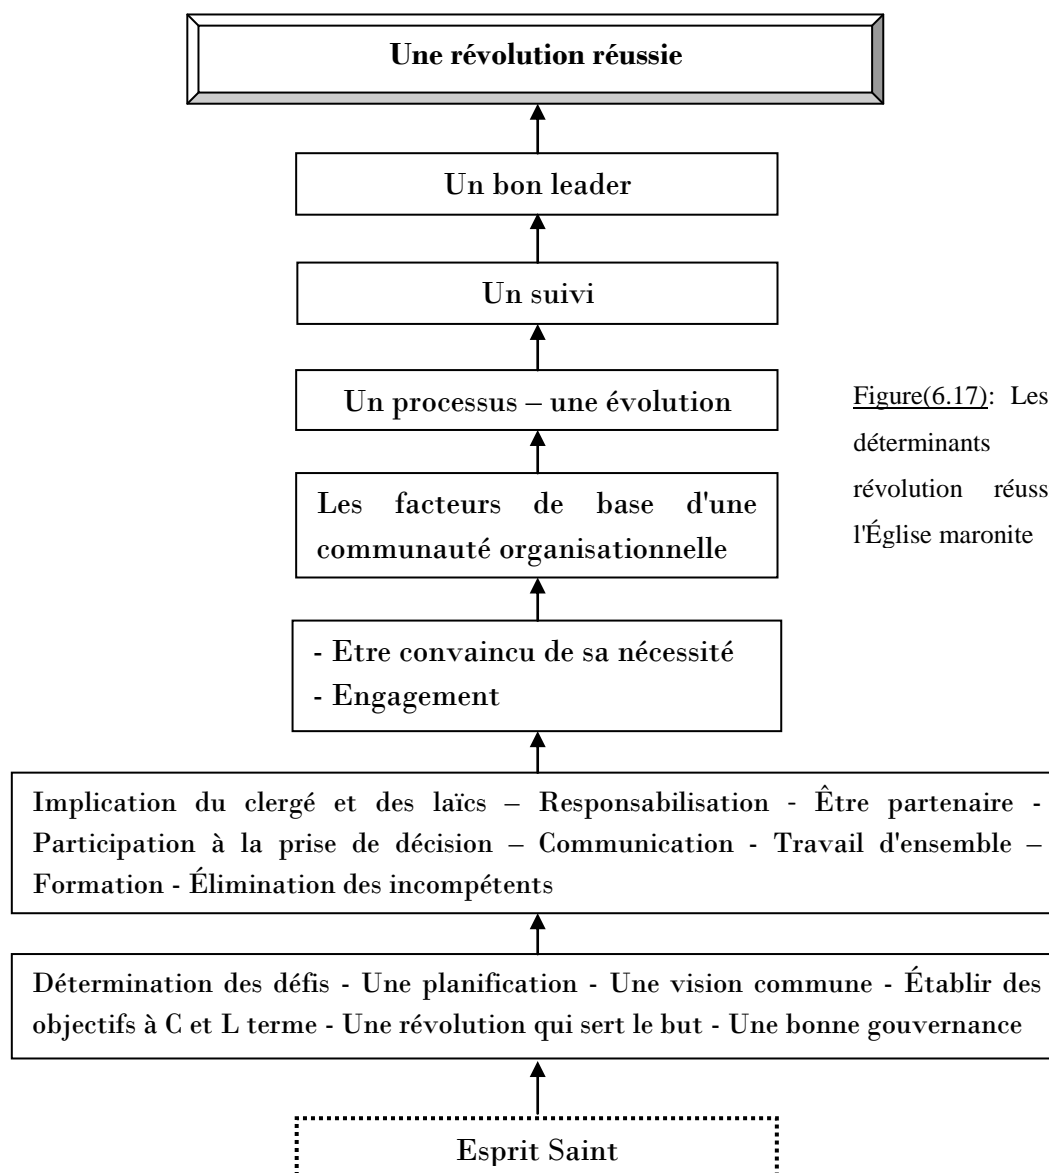 Une révolution réussie
Un bon leader
Un suivi
Un processus – une évolution
Figure(6.17): Les
déterminants
révolution réuss
l'Église maronite
Les facteurs de base d'une
communauté organisationnelle
- Etre convaincu de sa nécessité
- Engagement
Implication du clergé et des laïcs – Responsabilisation - Être partenaire -
Participation à la prise de décision – Communication - Travail d'ensemble –
Formation - Élimination des incompétents
Détermination des défis - Une planification - Une vision commune - Établir des
objectifs à C et L terme - Une révolution qui sert le but - Une bonne gouvernance
Esprit Saint